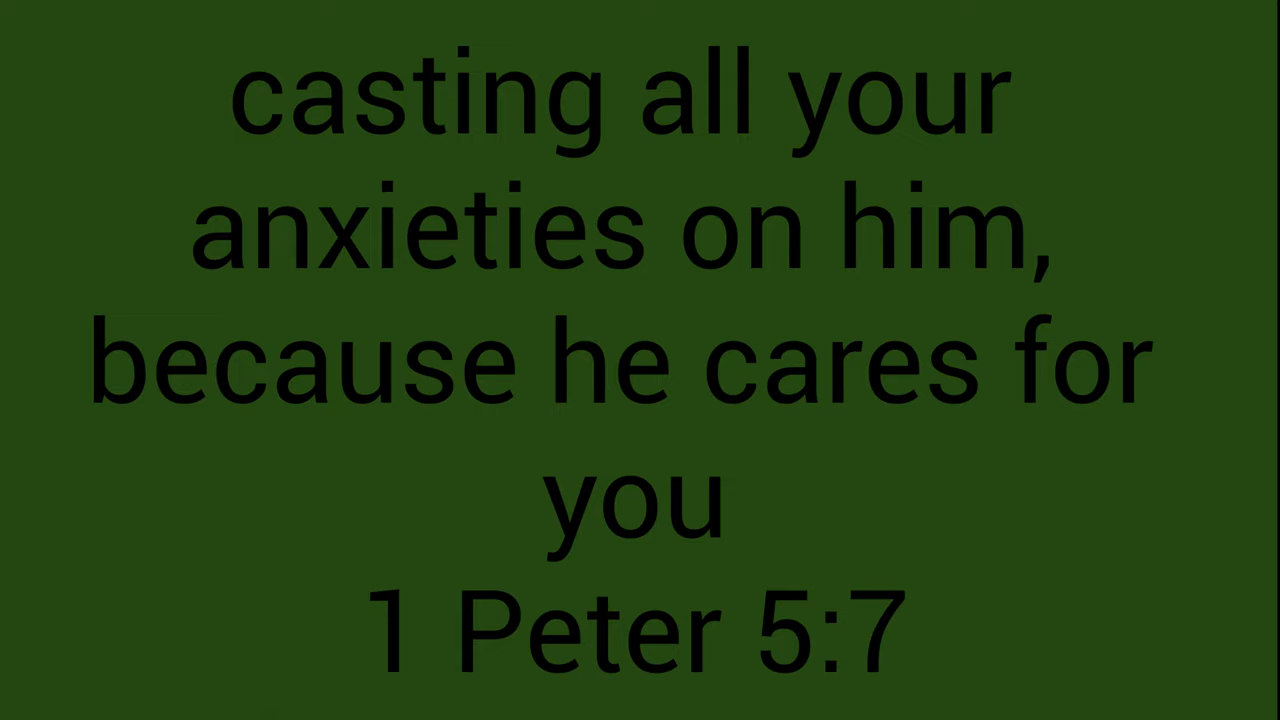 casting all your
anxieties on him,
because he cares for
you
1 Peter 5:7